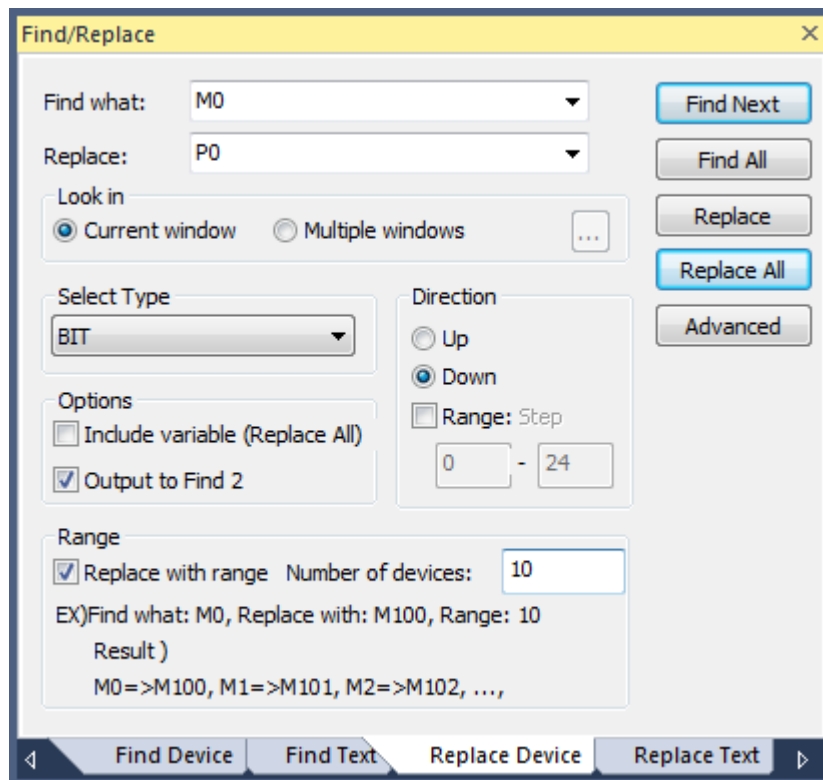 Find/Replace
Find what: M0
Find Next
Replace: P0
Find All
Look in
Current window Multiple windows ...
Replace
Replace All
Select Type
BIT
Direction
Up
Down
Range: Step
0 - 24
Advanced
Options
Include variable (Replace All)
Output to Find 2
Range
Replace with range Number of devices: 10
EX)Find what: M0, Replace with: M100, Range: 10
Result )
M0=>M100, M1=>M101, M2=>M102, ...,
Find Device Find Text Replace Device Replace Text